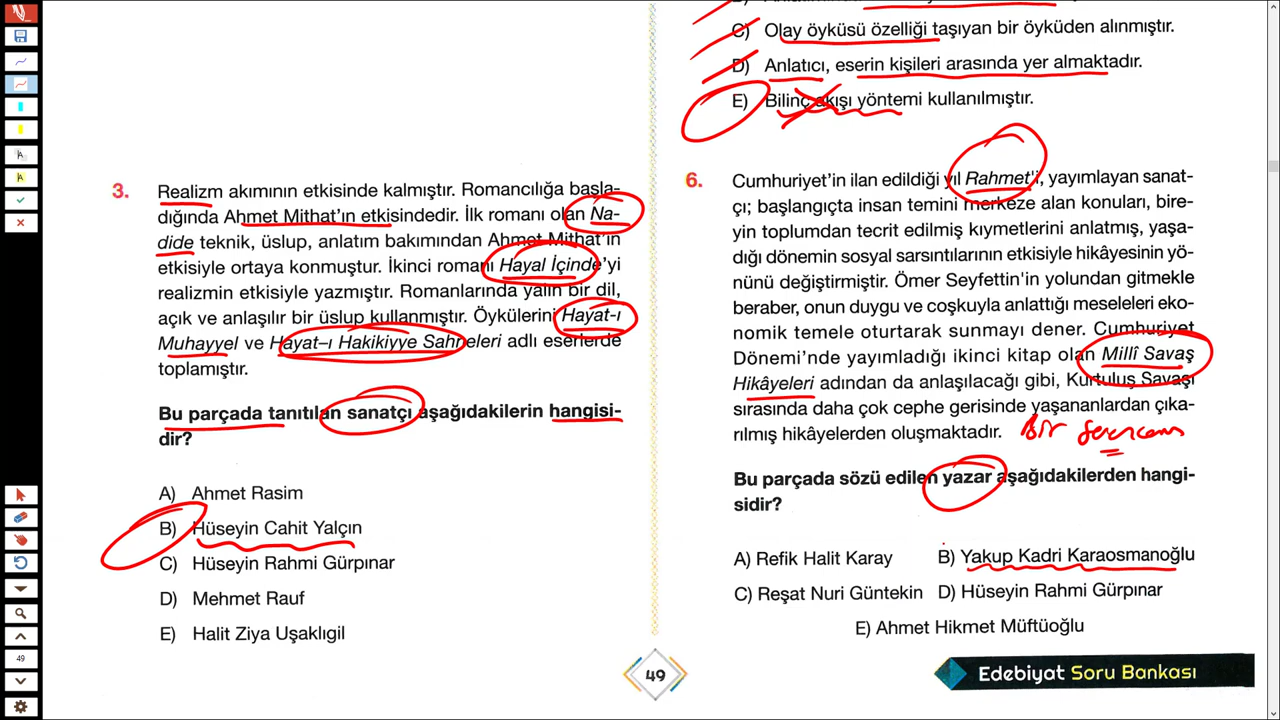 3. Realizm akımının etkisinde kalmıştır. Romancılığa başla-
dığında Ahmet Mithat'ın etkisindedir. İlk romanı olan Na-
dide teknik, üslup, anlatım bakımından Ahmet Mithat'ın
etkisiyle ortaya konmuştur. İkinci romanı Hayal İçinde'yi
realizmin etkisiyle yazmıştır. Romanlarında yalın bir dil,
açık ve anlaşılır bir üslup kullanmıştır. Öykülerini Hayat-ı
Muhayyel ve Hayat–ı Hakikiyye Sahneleri adlı eserlerde
toplamıştır.
Bu parçada tanıtılan sanatçı aşağıdakilerin hangisi-
dir?
A) Ahmet Rasim
B) Hüseyin Cahit Yalçın
C) Hüseyin Rahmi Gürpınar
D) Mehmet Rauf
E) Halit Ziya Uşaklıgil
C) Olay öyküsü özelliği taşıyan bir öyküden alınmıştır.
D) Anlatıcı, eserin kişileri arasında yer almaktadır.
E) Bilinç akışı yöntemi kullanılmıştır.
6. Cumhuriyet'in ilan edildiği yıl Rahmet'i, yayımlayan sanat-
çı; başlangıçta insan temini merkeze alan konuları, bire-
yin toplumdan tecrit edilmiş kıymetlerini anlatmış, yaşa-
dığı dönemin sosyal sarsıntılarının etkisiyle hikâyesinin yö-
nünü değiştirmiştir. Ömer Seyfettin'in yolundan gitmekle
beraber, onun duygu ve coşkuyla anlattığı meseleleri eko-
nomik temele oturtarak sunmayı dener. Cumhuriyet
Dönemi'nde yayımladığı ikinci kitap olan Millî Savaş
Hikâyeleri adından da anlaşılacağı gibi, Kurtuluş Savaşı
sırasında daha çok cephe gerisinde yaşananlardan çıka-
rılmış hikâyelerden oluşmaktadır. Bir Serencam
Bu parçada sözü edilen yazar aşağıdakilerden hangi-
sidir?
A) Refik Halit Karay B) Yakup Kadri Karaosmanoğlu
C) Reşat Nuri Güntekin D) Hüseyin Rahmi Gürpınar
E) Ahmet Hikmet Müftüoğlu
49
49
Edebiyat Soru Bankası